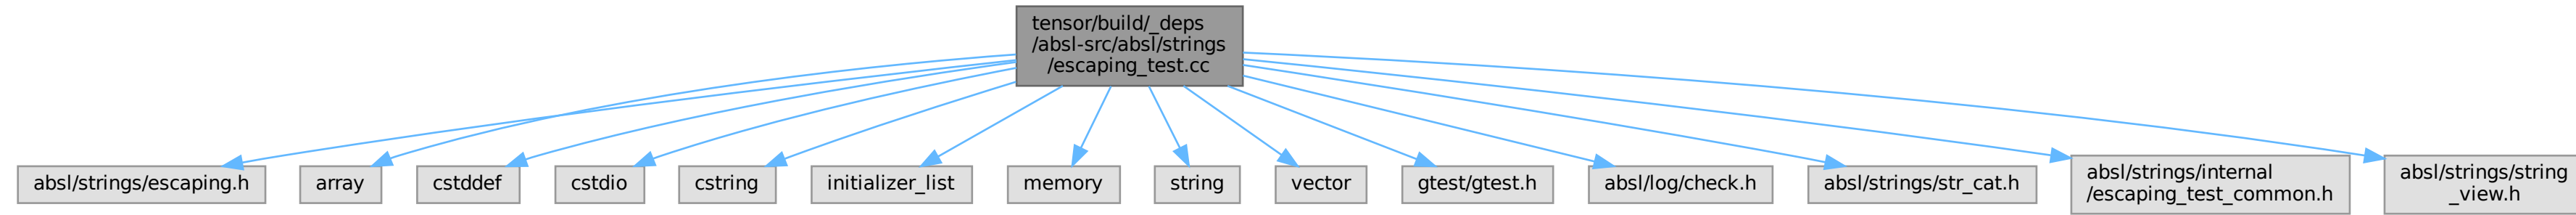 tensor/build/_deps
/absl-src/absl/strings
/escaping_test.cc
absl/strings/escaping.h
array
cstddef
cstdio
cstring
initializer_list
memory
string
vector
gtest/gtest.h
absl/log/check.h
absl/strings/str_cat.h
absl/strings/internal
/escaping_test_common.h
absl/strings/string
_view.h